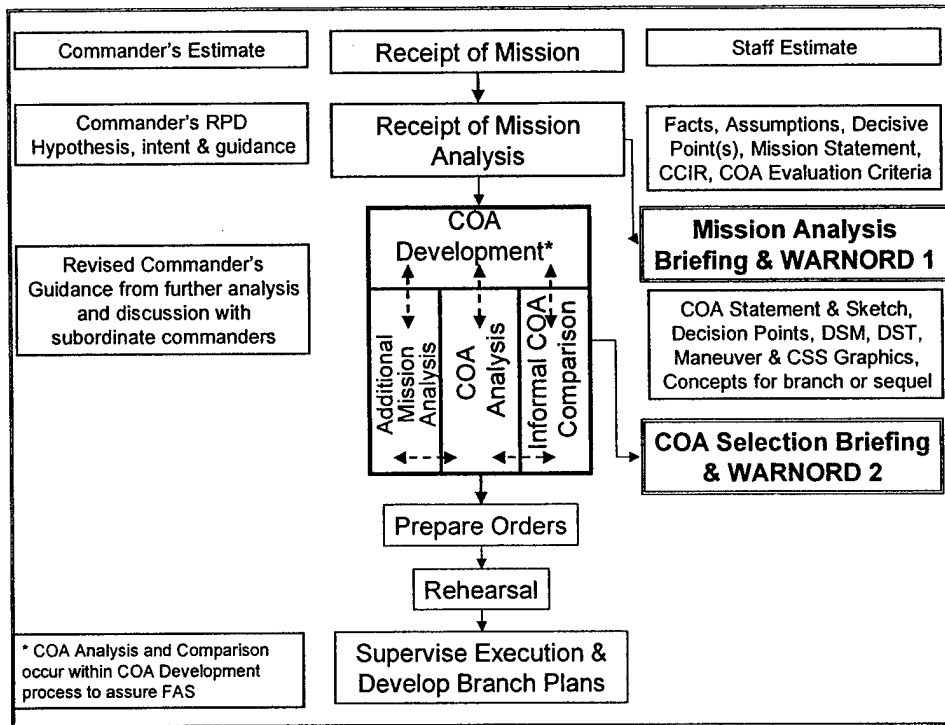 Commander's Estimate
Receipt of Mission
Staff Estimate
Commander's RPD
Hypothesis, intent & guidance
Receipt of Mission
Analysis
Facts, Assumptions, Decisive
Point(s), Mission Statement,
CCIR, COA Evaluation Criteria
Mission Analysis
Briefing & WARNORD 1
COA
Development*
Revised Commander's
Guidance from further analysis
and discussion with
subordinate commanders
Additional
Mission
Analysis
COA
Analysis
Informal COA
Comparison
COA Statement & Sketch,
Decision Points, DSM, DST,
Maneuver & CSS Graphics,
Concepts for branch or sequel
COA Selection Briefing
& WARNORD 2
Prepare Orders
Rehearsal
Supervise Execution &
Develop Branch Plans
* COA Analysis and Comparison
occur within COA Development
process to assure FAS